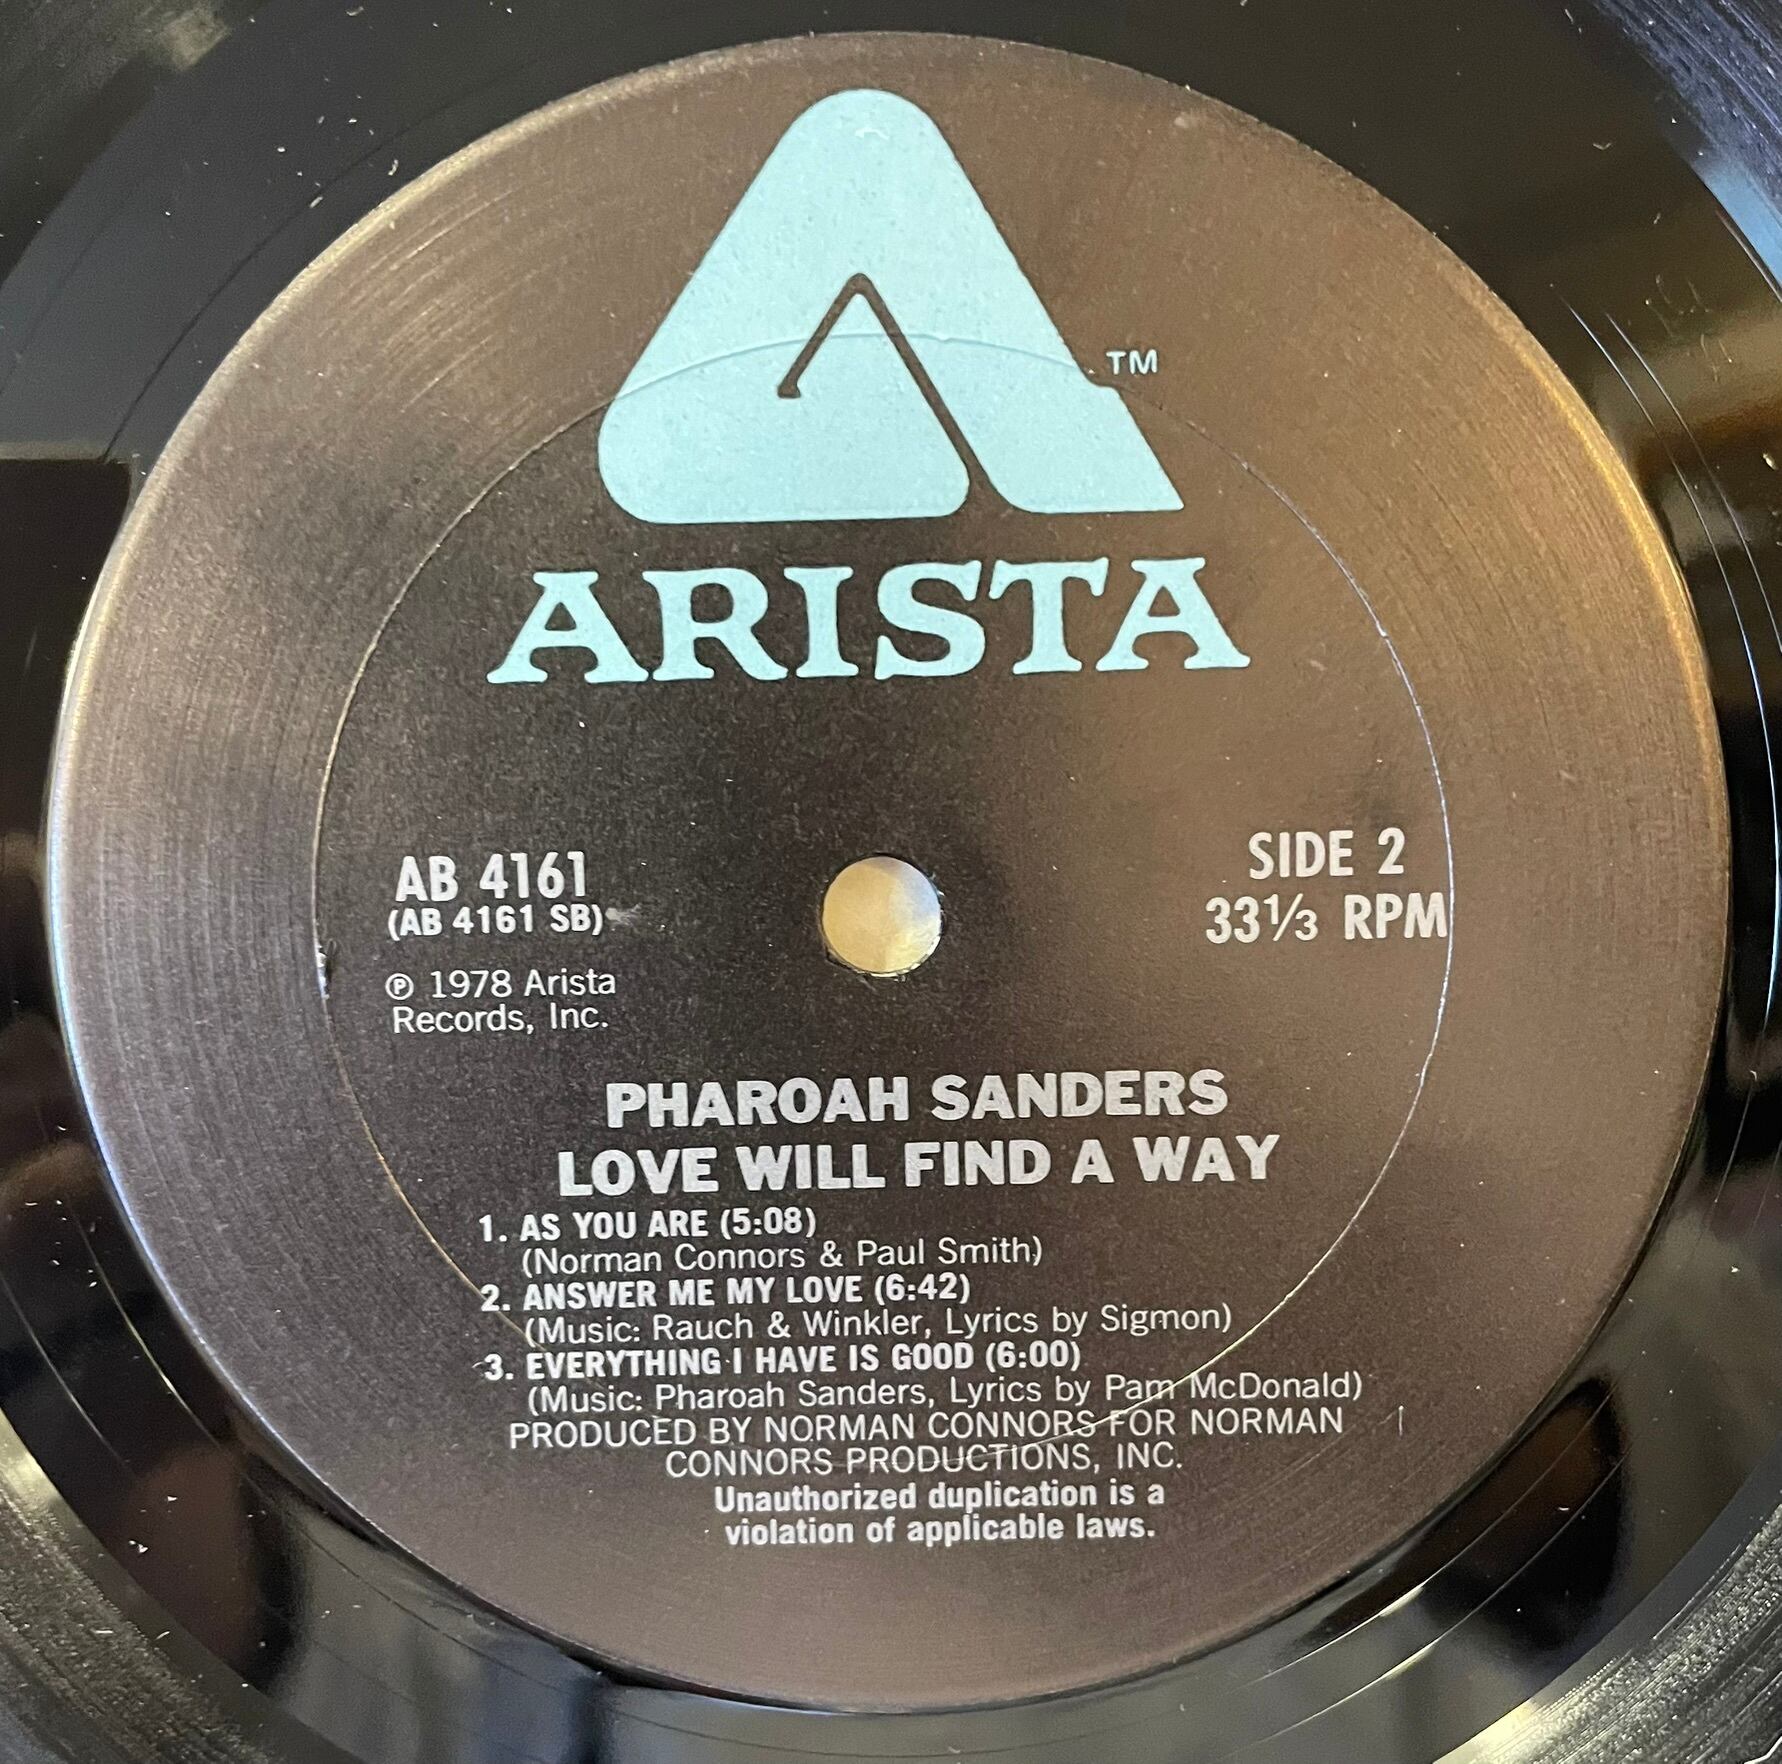 TM
ARISTA
AB 4161
(AB 4161 SB)
SIDE 2
33⅓ RPM
℗ 1978 Arista
Records, Inc.
PHAROAH SANDERS
LOVE WILL FIND A WAY
1. AS YOU ARE (5:08)
(Norman Connors & Paul Smith)
2. ANSWER ME MY LOVE (6:42)
(Music: Rauch & Winkler, Lyrics by Sigmon)
3. EVERYTHING I HAVE IS GOOD (6:00)
(Music: Pharoah Sanders, Lyrics by Pam McDonald)
PRODUCED BY NORMAN CONNORS FOR NORMAN
CONNORS PRODUCTIONS, INC.
Unauthorized duplication is a
violation of applicable laws.